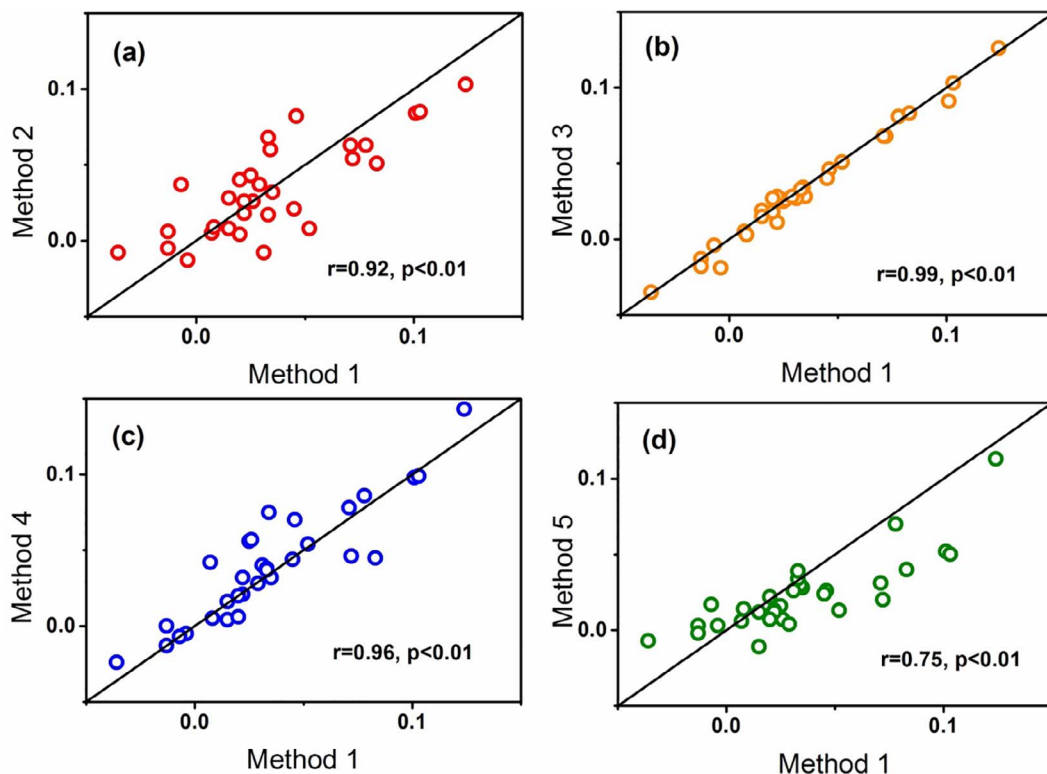 (a)
0.1
0.0
Method 2
r=0.92, p<0.01
0.0 0.1
Method 1
(b)
0.1
0.0
Method 3
r=0.99, p<0.01
0.0 0.1
Method 1
(c)
0.1
0.0
Method 4
r=0.96, p<0.01
0.0 0.1
Method 1
(d)
0.1
0.0
Method 5
r=0.75, p<0.01
0.0 0.1
Method 1